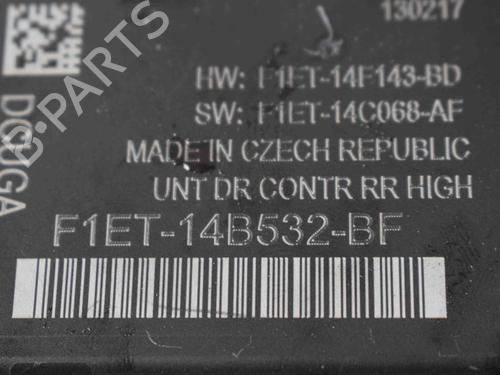 130217
HW: F1ET-14F143-BD
SW: F1ET-14C068-AF
MADE IN CZECH REPUBLIC
UNT DR CONTR RR HIGH
F1ET-14B532-BF
B-PARTS